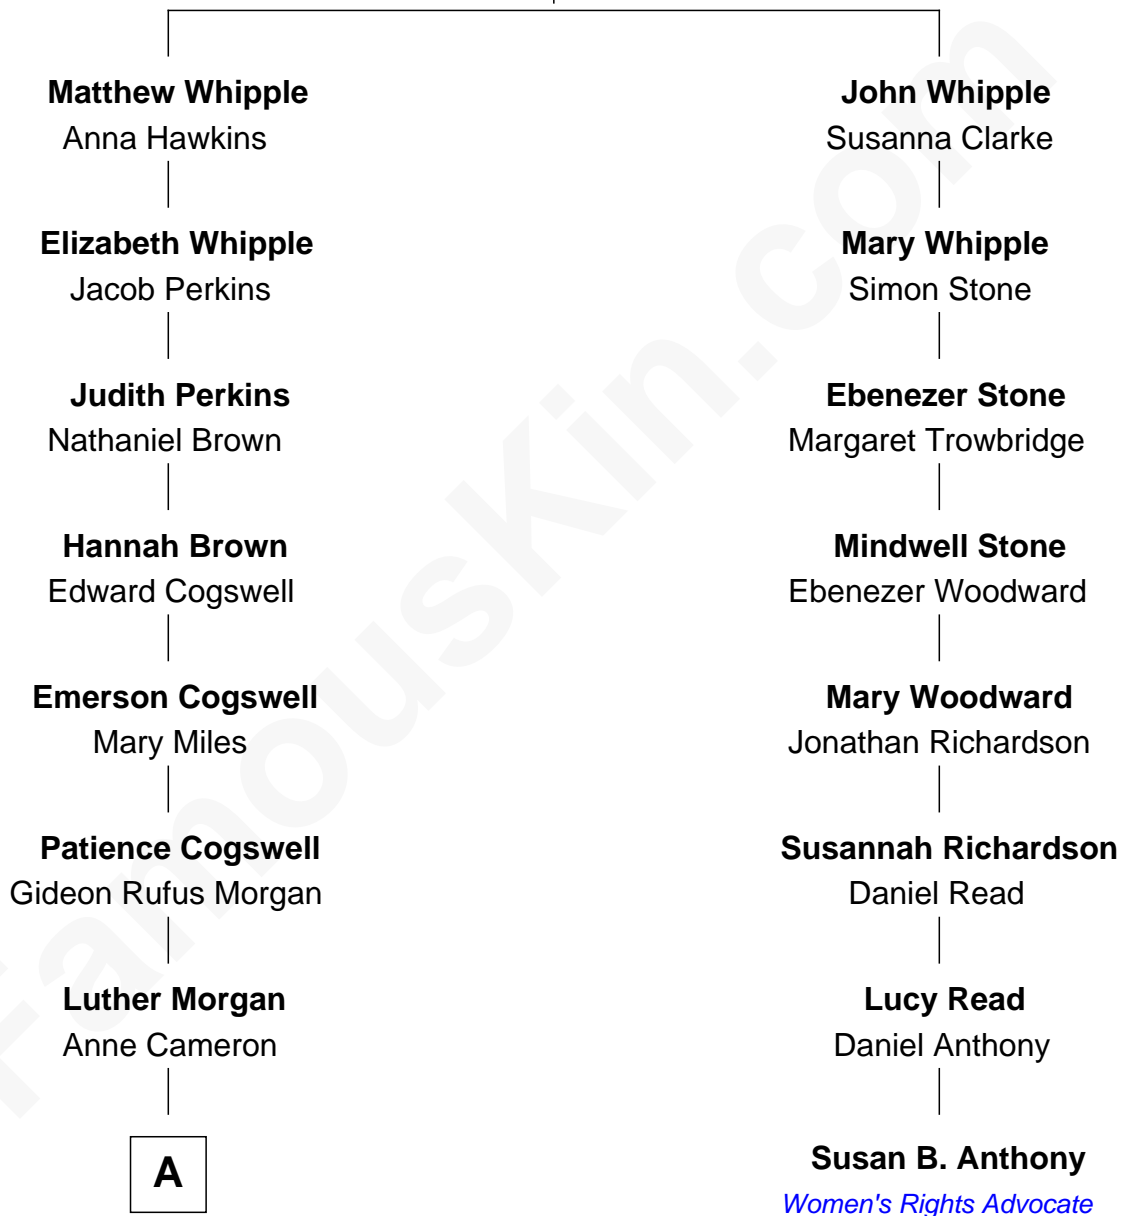 Matthew Whipple
Anna Hawkins
Elizabeth Whipple
Jacob Perkins
Judith Perkins
Nathaniel Brown
Hannah Brown
Edward Cogswell
Emerson Cogswell
Mary Miles
Patience Cogswell
Gideon Rufus Morgan
Luther Morgan
Anne Cameron
A
John Whipple
Susanna Clarke
Mary Whipple
Simon Stone
Ebenezer Stone
Margaret Trowbridge
Mindwell Stone
Ebenezer Woodward
Mary Woodward
Jonathan Richardson
Susannah Richardson
Daniel Read
Lucy Read
Daniel Anthony
Susan B. Anthony
Women's Rights Advocate
FamousKin.com